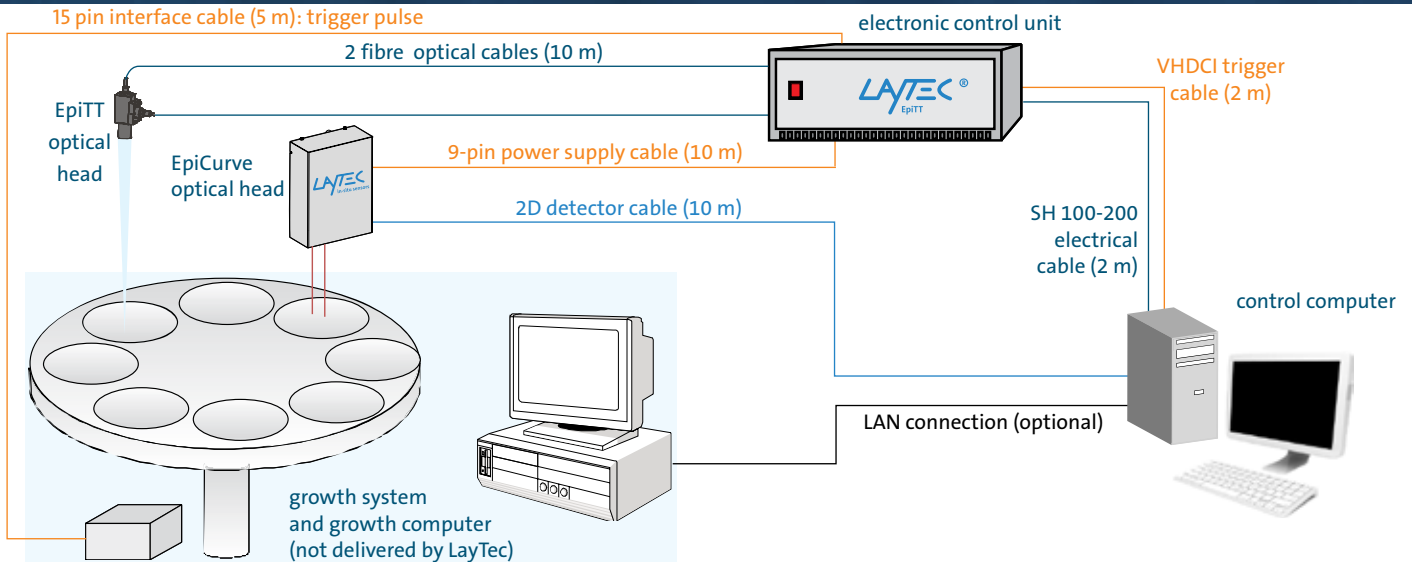 15 pin interface cable (5 m): trigger pulse
electronic control unit
2 fibre optical cables (10 m)
VHDCI trigger
cable (2 m)
LAYTEC ®
EpiTT
EpiTT
optical
head
EpiCurve
optical head
LAYTEC
in-situ sensors
9-pin power supply cable (10 m)
2D detector cable (10 m)
SH 100-200
electrical
cable (2 m)
control computer
LAN connection (optional)
growth system
and growth computer
(not delivered by LayTec)